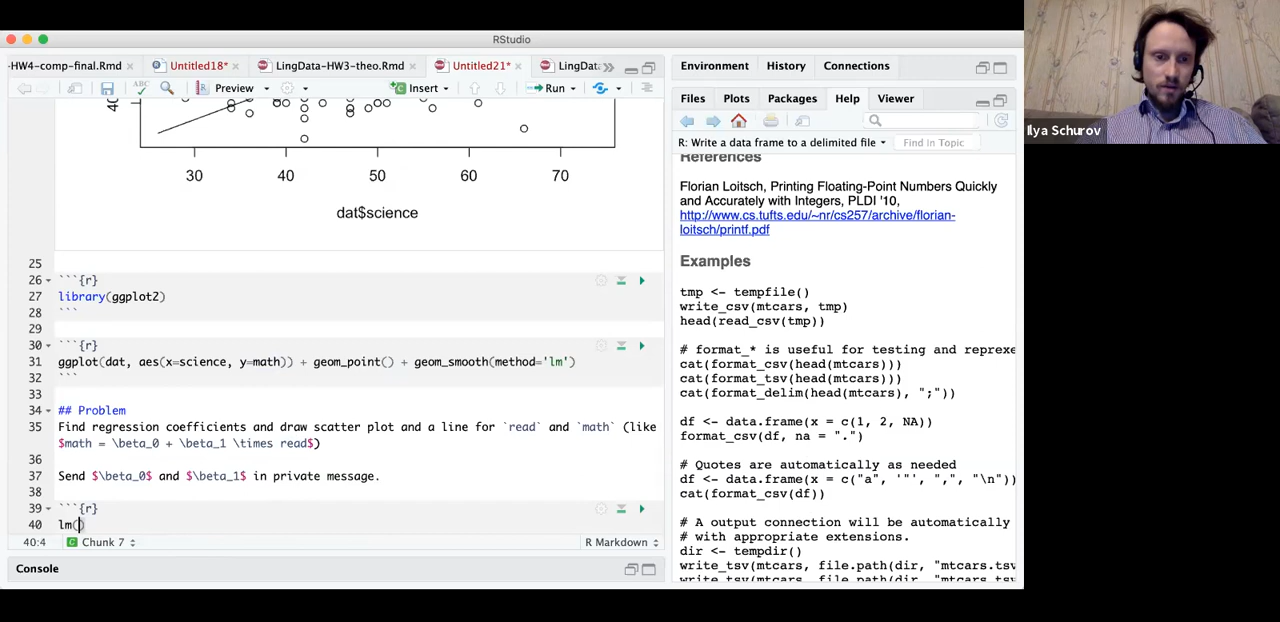 RStudio
-HW4-comp-final.Rmd
Untitled18*
LingData-HW3-theo.Rmd
Untitled21*
LingData
Preview
Insert
Run
40
30 40 50 60 70
dat$science
25
26 ```{r}
27 library(ggplot2)
28 ```
29
30 ```{r}
31 ggplot(dat, aes(x=science, y=math)) + geom_point() + geom_smooth(method='lm')
32 ```
33
34 ## Problem
35 Find regression coefficients and draw scatter plot and a line for `read` and `math` (like
$math = \beta_0 + \beta_1 \times read$)
36
37 Send $\beta_0$ and $\beta_1$ in private message.
38
39 ```{r}
40 lm()
40:4 Chunk 7 R Markdown
Console
Environment History Connections
Files Plots Packages Help Viewer
R: Write a data frame to a delimited file Find in Topic
References
Florian Loitsch, Printing Floating-Point Numbers Quickly
and Accurately with Integers, PLDI '10,
http://www.cs.tufts.edu/~nr/cs257/archive/florian-
loitsch/printf.pdf
Examples
tmp <- tempfile()
write_csv(mtcars, tmp)
head(read_csv(tmp))
# format_* is useful for testing and reprexe
cat(format_csv(head(mtcars)))
cat(format_tsv(head(mtcars)))
cat(format_delim(head(mtcars), ";"))
df <- data.frame(x = c(1, 2, NA))
format_csv(df, na = ".")
# Quotes are automatically as needed
df <- data.frame(x = c("a", '"', ",", "\n"))
cat(format_csv(df))
# A output connection will be automatically
# with appropriate extensions.
dir <- tempdir()
write_tsv(mtcars, file.path(dir, "mtcars.tsv
write_tsv(mtcars, file.path(dir, "mtcars.tsv
Ilya Schurov